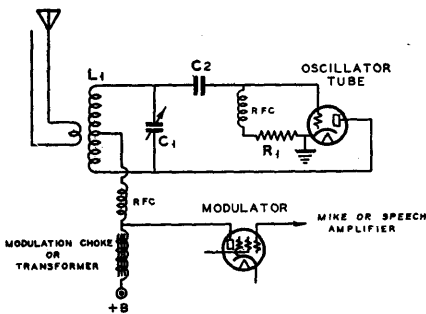 L1
C2
OSCILLATOR
TUBE
RFC
C1
R1
RFC
MODULATOR
MIKE OR SPEECH
AMPLIFIER
MODULATION CHOKE
OR
TRANSFORMER
+B